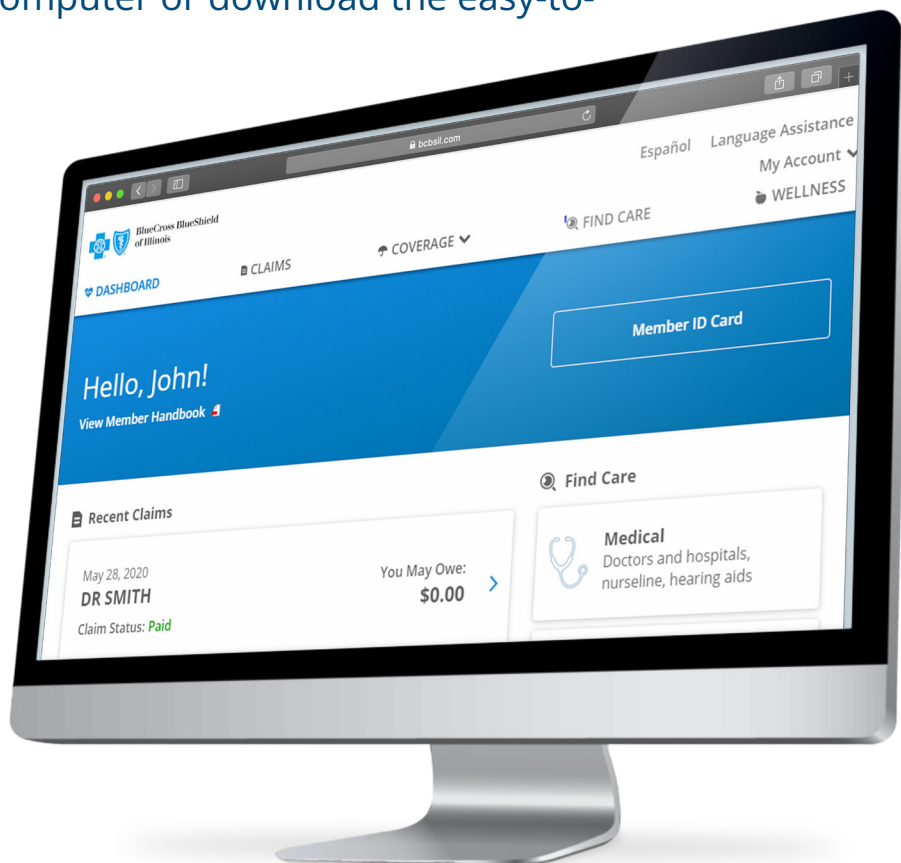 omputer or download the easy-to-
bcbsil.com
Español Language Assistance
My Account
BlueCross BlueShield
of Illinois
DASHBOARD CLAIMS COVERAGE FIND CARE WELLNESS
Hello, John!
View Member Handbook
Member ID Card
Recent Claims
May 28, 2020
DR SMITH
Claim Status: Paid
You May Owe:
$0.00
Find Care
Medical
Doctors and hospitals,
nurseline, hearing aids